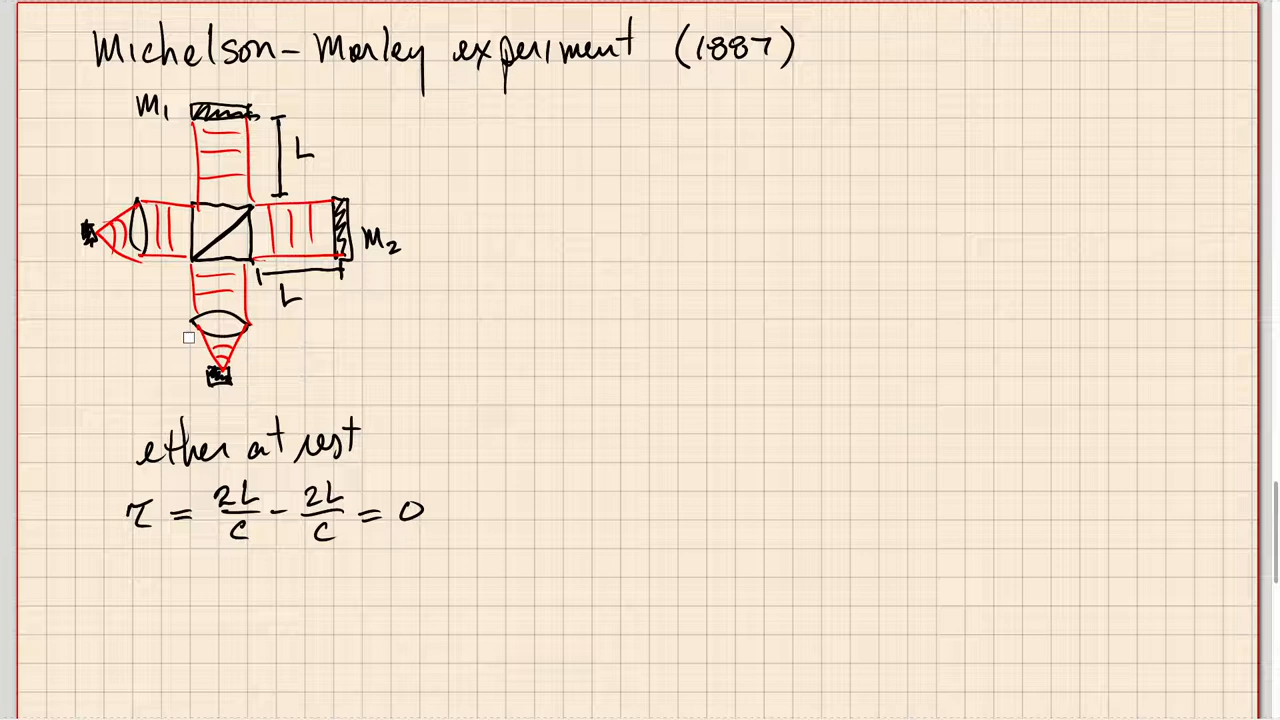 Michelson-Morley experiment (1887)
M₁
L
M₂
L
ether at rest
τ = 2L/c - 2L/c = 0